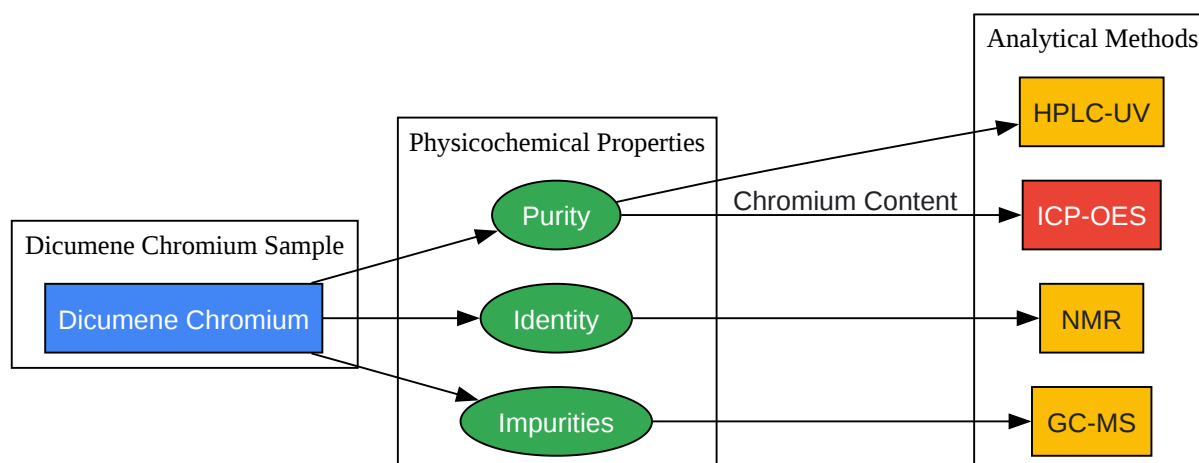 Dicumene Chromium Sample
Dicumene Chromium
Physicochemical Properties
Purity
Identity
Impurities
Chromium Content
Analytical Methods
HPLC-UV
ICP-OES
NMR
GC-MS